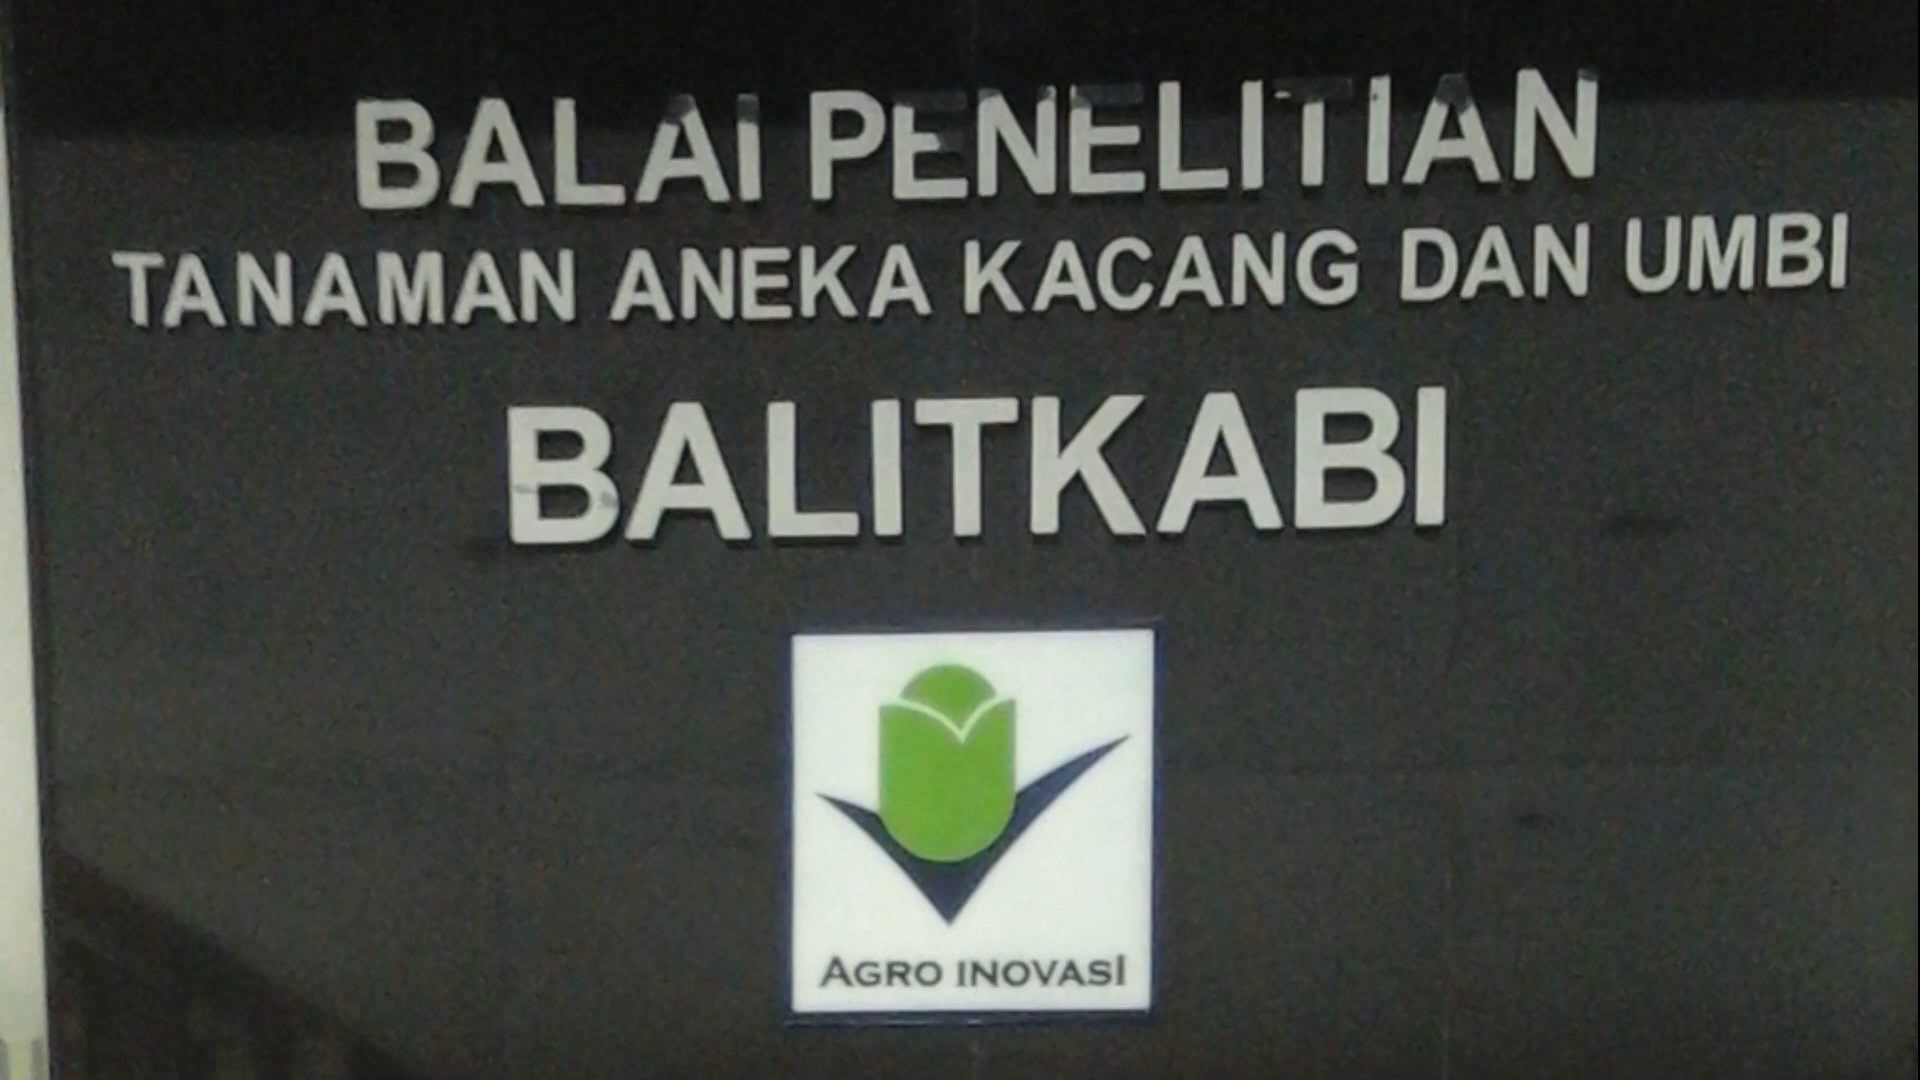 BALAI PENELITIAN
TANAMAN ANEKA KACANG DAN UMBI
BALITKABI
AGRO INOVASI